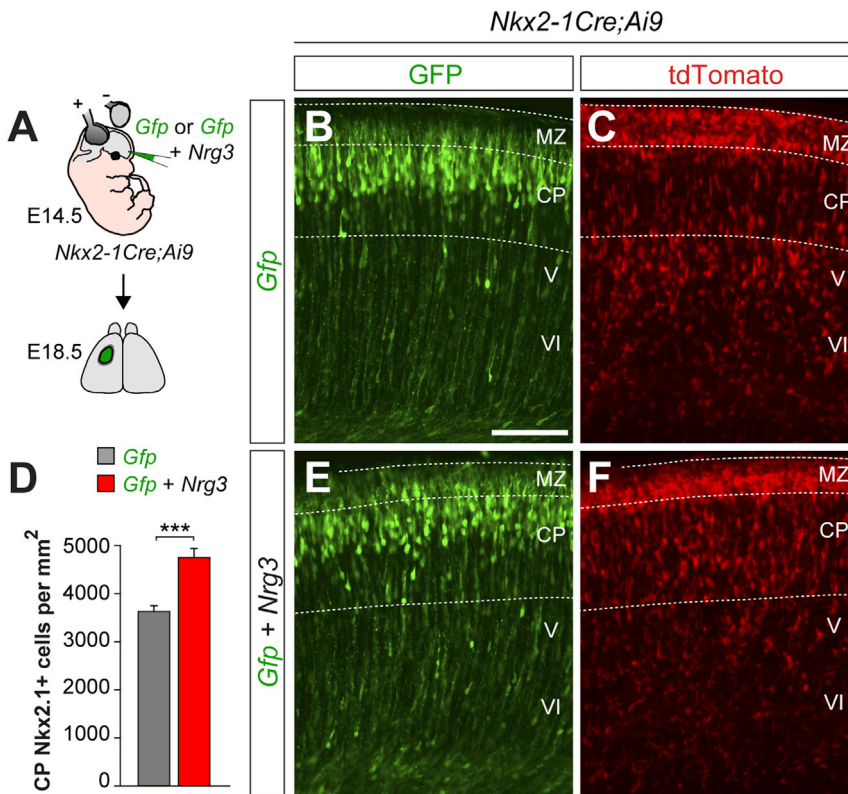 Nkx2-1Cre;Ai9
GFP
tdTomato
A
+
–
Gfp or Gfp
+ Nrg3
E14.5
Nkx2-1Cre;Ai9
E18.5
Gfp
B
MZ
CP
V
VI
C
MZ
CP
V
VI
D
Gfp
Gfp + Nrg3
***
5000
4000
3000
2000
1000
0
CP Nkx2.1+ cells per mm2
Gfp + Nrg3
E
MZ
CP
V
VI
F
MZ
CP
V
VI